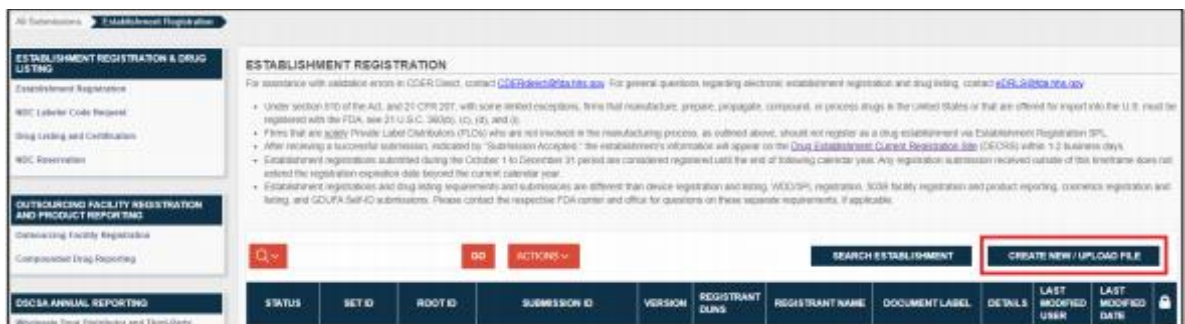 All Submissions
Establishment Registration
ESTABLISHMENT REGISTRATION & DRUG
LISTING
Establishment Registration
NDC Labeler Code Request
Drug Listing and Certification
NDC Reservation
OUTSOURCING FACILITY REGISTRATION
AND PRODUCT REPORTING
Outsourcing Facility Registration
Compounded Drug Reporting
DSCSA ANNUAL REPORTING
Wholesale Drug Distributor and Third-Party
ESTABLISHMENT REGISTRATION
For assistance with validation errors in CDER Direct, contact CDERdirect@fda.hhs.gov. For general questions regarding electronic establishment registration and drug listing, contact eDRLS@fda.hhs.gov.
• Under section 510 of the Act, and 21 CFR 207, with some limited exceptions, firms that manufacture, prepare, propagate, compound, or process drugs in the United States or that are offered for import into the U.S. must be
registered with the FDA, see 21 U.S.C. 360(b), (c), (d), and (i).
• Firms that are solely Private Label Distributors (PLDs) who are not involved in the manufacturing process, as outlined above, should not register as a drug establishment via Establishment Registration SPL.
• After receiving a successful submission, indicated by "Submission Accepted," the establishment's information will appear on the Drug Establishment Current Registration Site (DECRS) within 1-2 business days.
• Establishment registrations submitted during the October 1 to December 31 period are considered registered until the end of following calendar year. Any registration submission received outside of this timeframe does not
extend the registration expiration date beyond the current calendar year.
• Establishment registrations and drug listing requirements and submissions are different than device registration and listing, WDD/3PL registration, 503B facility registration and product reporting, cosmetics registration and
listing, and GDUFA Self-ID submissions. Please contact the respective FDA center and office for questions on these separate requirements, if applicable.
GO
ACTIONS
SEARCH ESTABLISHMENT
CREATE NEW / UPLOAD FILE
STATUS
SET ID
ROOT ID
SUBMISSION ID
VERSION
REGISTRANT
DUNS
REGISTRANT NAME
DOCUMENT LABEL
DETAILS
LAST
MODIFIED
USER
LAST
MODIFIED
DATE